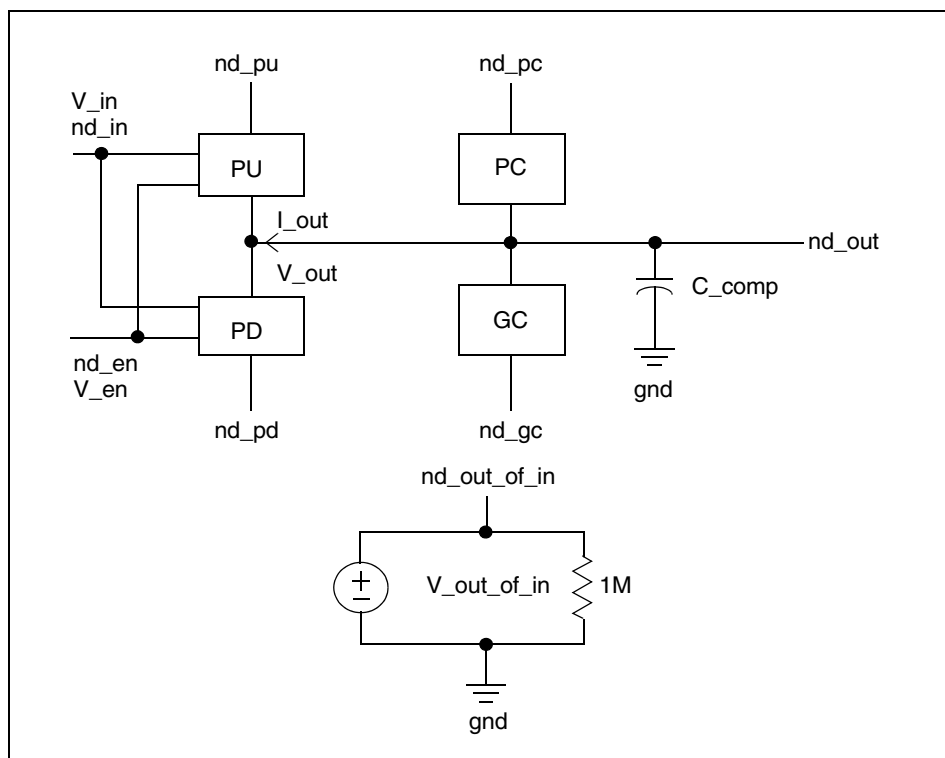 nd_pu
nd_pc
V_in
nd_in
PU
PC
I_out
nd_out
V_out
C_comp
PD
GC
nd_en
V_en
gnd
nd_pd
nd_gc
nd_out_of_in
+
−
V_out_of_in
1M
gnd